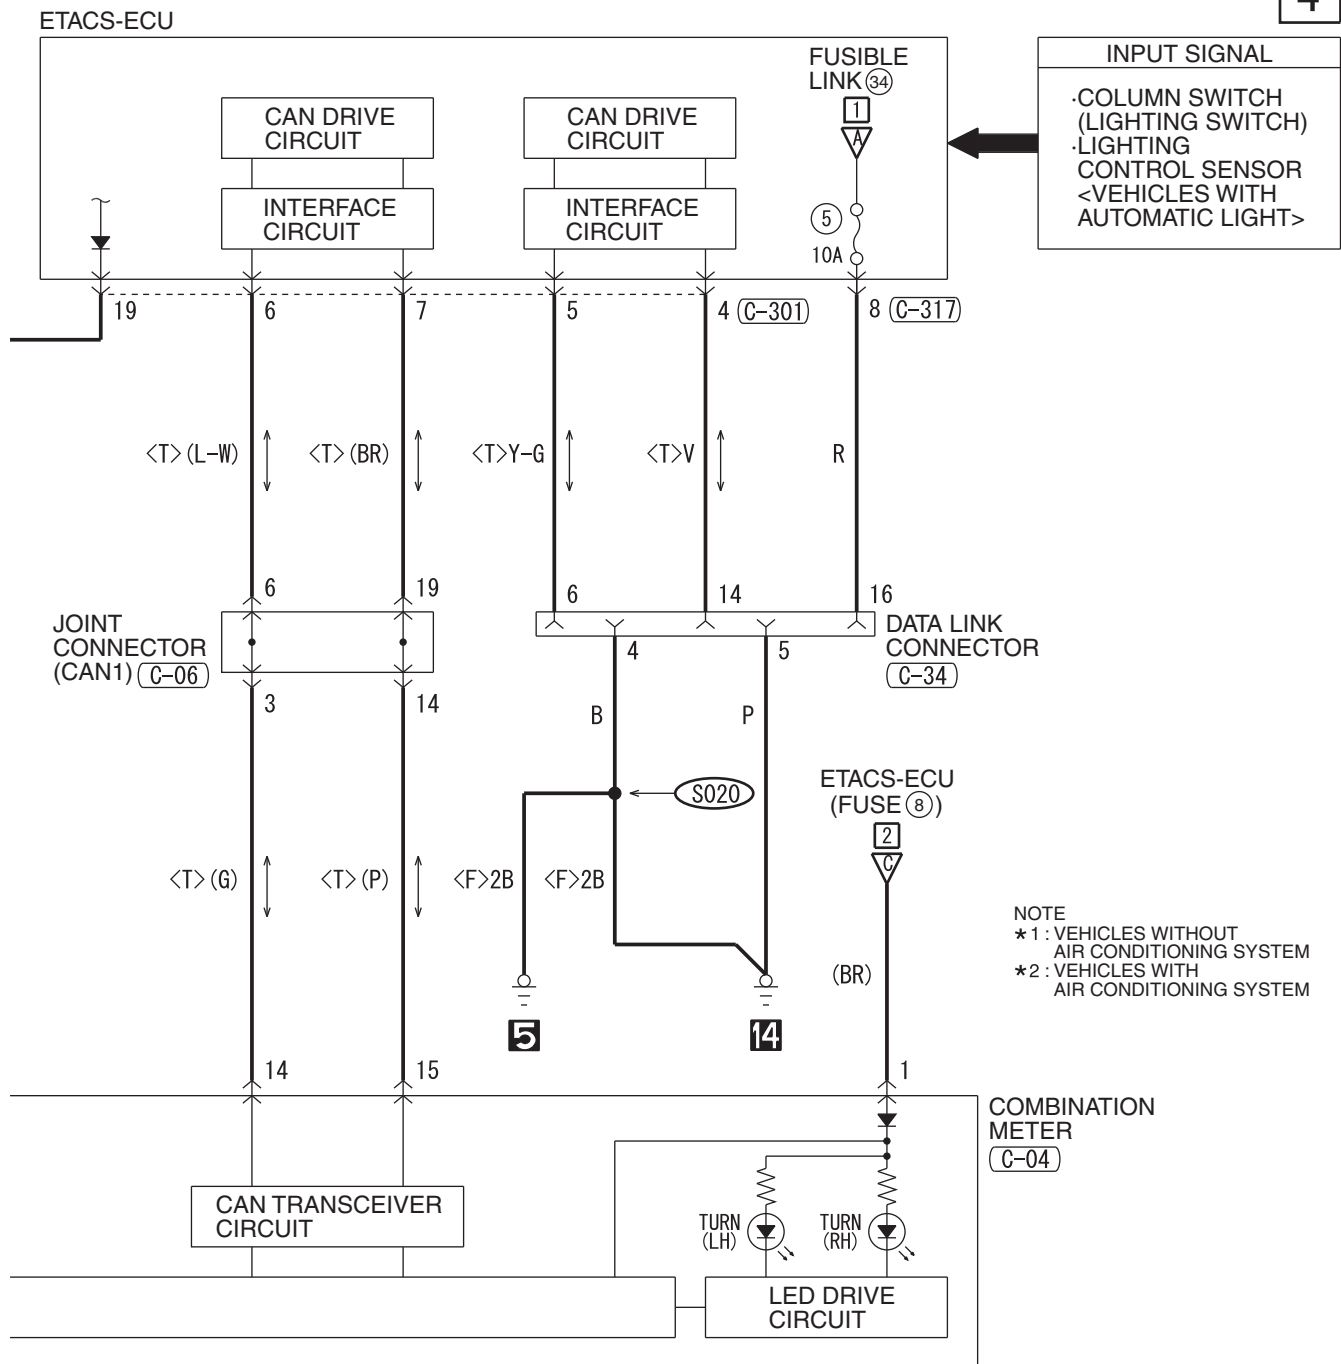 4
ETACS-ECU
FUSIBLE
LINK 34
1
A
INPUT SIGNAL
·COLUMN SWITCH
(LIGHTING SWITCH)
·LIGHTING
CONTROL SENSOR
<VEHICLES WITH
AUTOMATIC LIGHT>
CAN DRIVE
CIRCUIT
CAN DRIVE
CIRCUIT
INTERFACE
CIRCUIT
INTERFACE
CIRCUIT
5
10A
19
6
7
5
4 C-301
8 C-317
<T>(L-W)
<T>(BR)
<T>Y-G
<T>V
R
6
19
6
14
16
JOINT
CONNECTOR
(CAN1) C-06
DATA LINK
CONNECTOR
C-34
4
5
3
14
B
P
S020
ETACS-ECU
(FUSE 8)
2
C
<T>(G)
<T>(P)
<F>2B
<F>2B
(BR)
NOTE
*1 : VEHICLES WITHOUT
AIR CONDITIONING SYSTEM
*2 : VEHICLES WITH
AIR CONDITIONING SYSTEM
5
14
14
15
1
COMBINATION
METER
C-04
CAN TRANSCEIVER
CIRCUIT
TURN
(LH)
TURN
(RH)
LED DRIVE
CIRCUIT